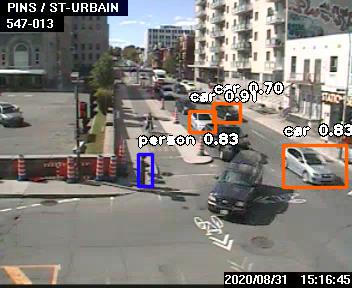 PINS / ST-URBAIN
547-013
car 0.70
car 0.91
car 0.83
person 0.83
2020/08/31 15:16:45